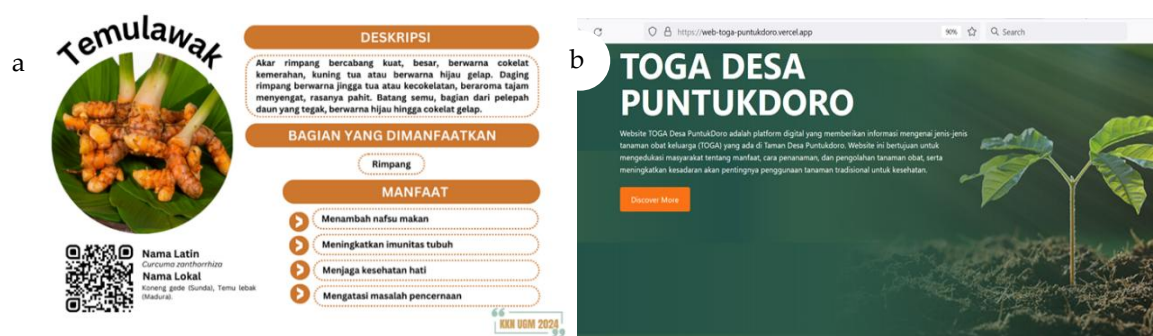 a
Temulawak
DESKRIPSI
Akar rimpang bercabang kuat, besar, berwarna cokelat
kemerahan, kuning tua atau berwarna hijau gelap. Daging
rimpang berwarna jingga tua atau kecokelatan, beraroma tajam
menyengat, rasanya pahit. Batang semu, bagian dari pelepah
daun yang tegak, berwarna hijau hingga cokelat gelap.
BAGIAN YANG DIMANFAATKAN
Rimpang
MANFAAT
Menambah nafsu makan
Meningkatkan imunitas tubuh
Menjaga kesehatan hati
Mengatasi masalah pencernaan
Nama Latin
Curcuma zanthorrhiza
Nama Lokal
Koneng gede (Sunda), Temu lebak
(Madura).
KKN UGM 2024
b
https://web-toga-puntukdoro.vercel.app
90%
Search
TOGA DESA
PUNTUKDORO
Website TOGA Desa PuntukDoro adalah platform digital yang memberikan informasi mengenai jenis-jenis
tanaman obat keluarga (TOGA) yang ada di Taman Desa Puntukdoro. Website ini bertujuan untuk
mengedukasi masyarakat tentang manfaat, cara penanaman, dan pengolahan tanaman obat, serta
meningkatkan kesadaran akan pentingnya penggunaan tanaman tradisional untuk kesehatan.
Discover More